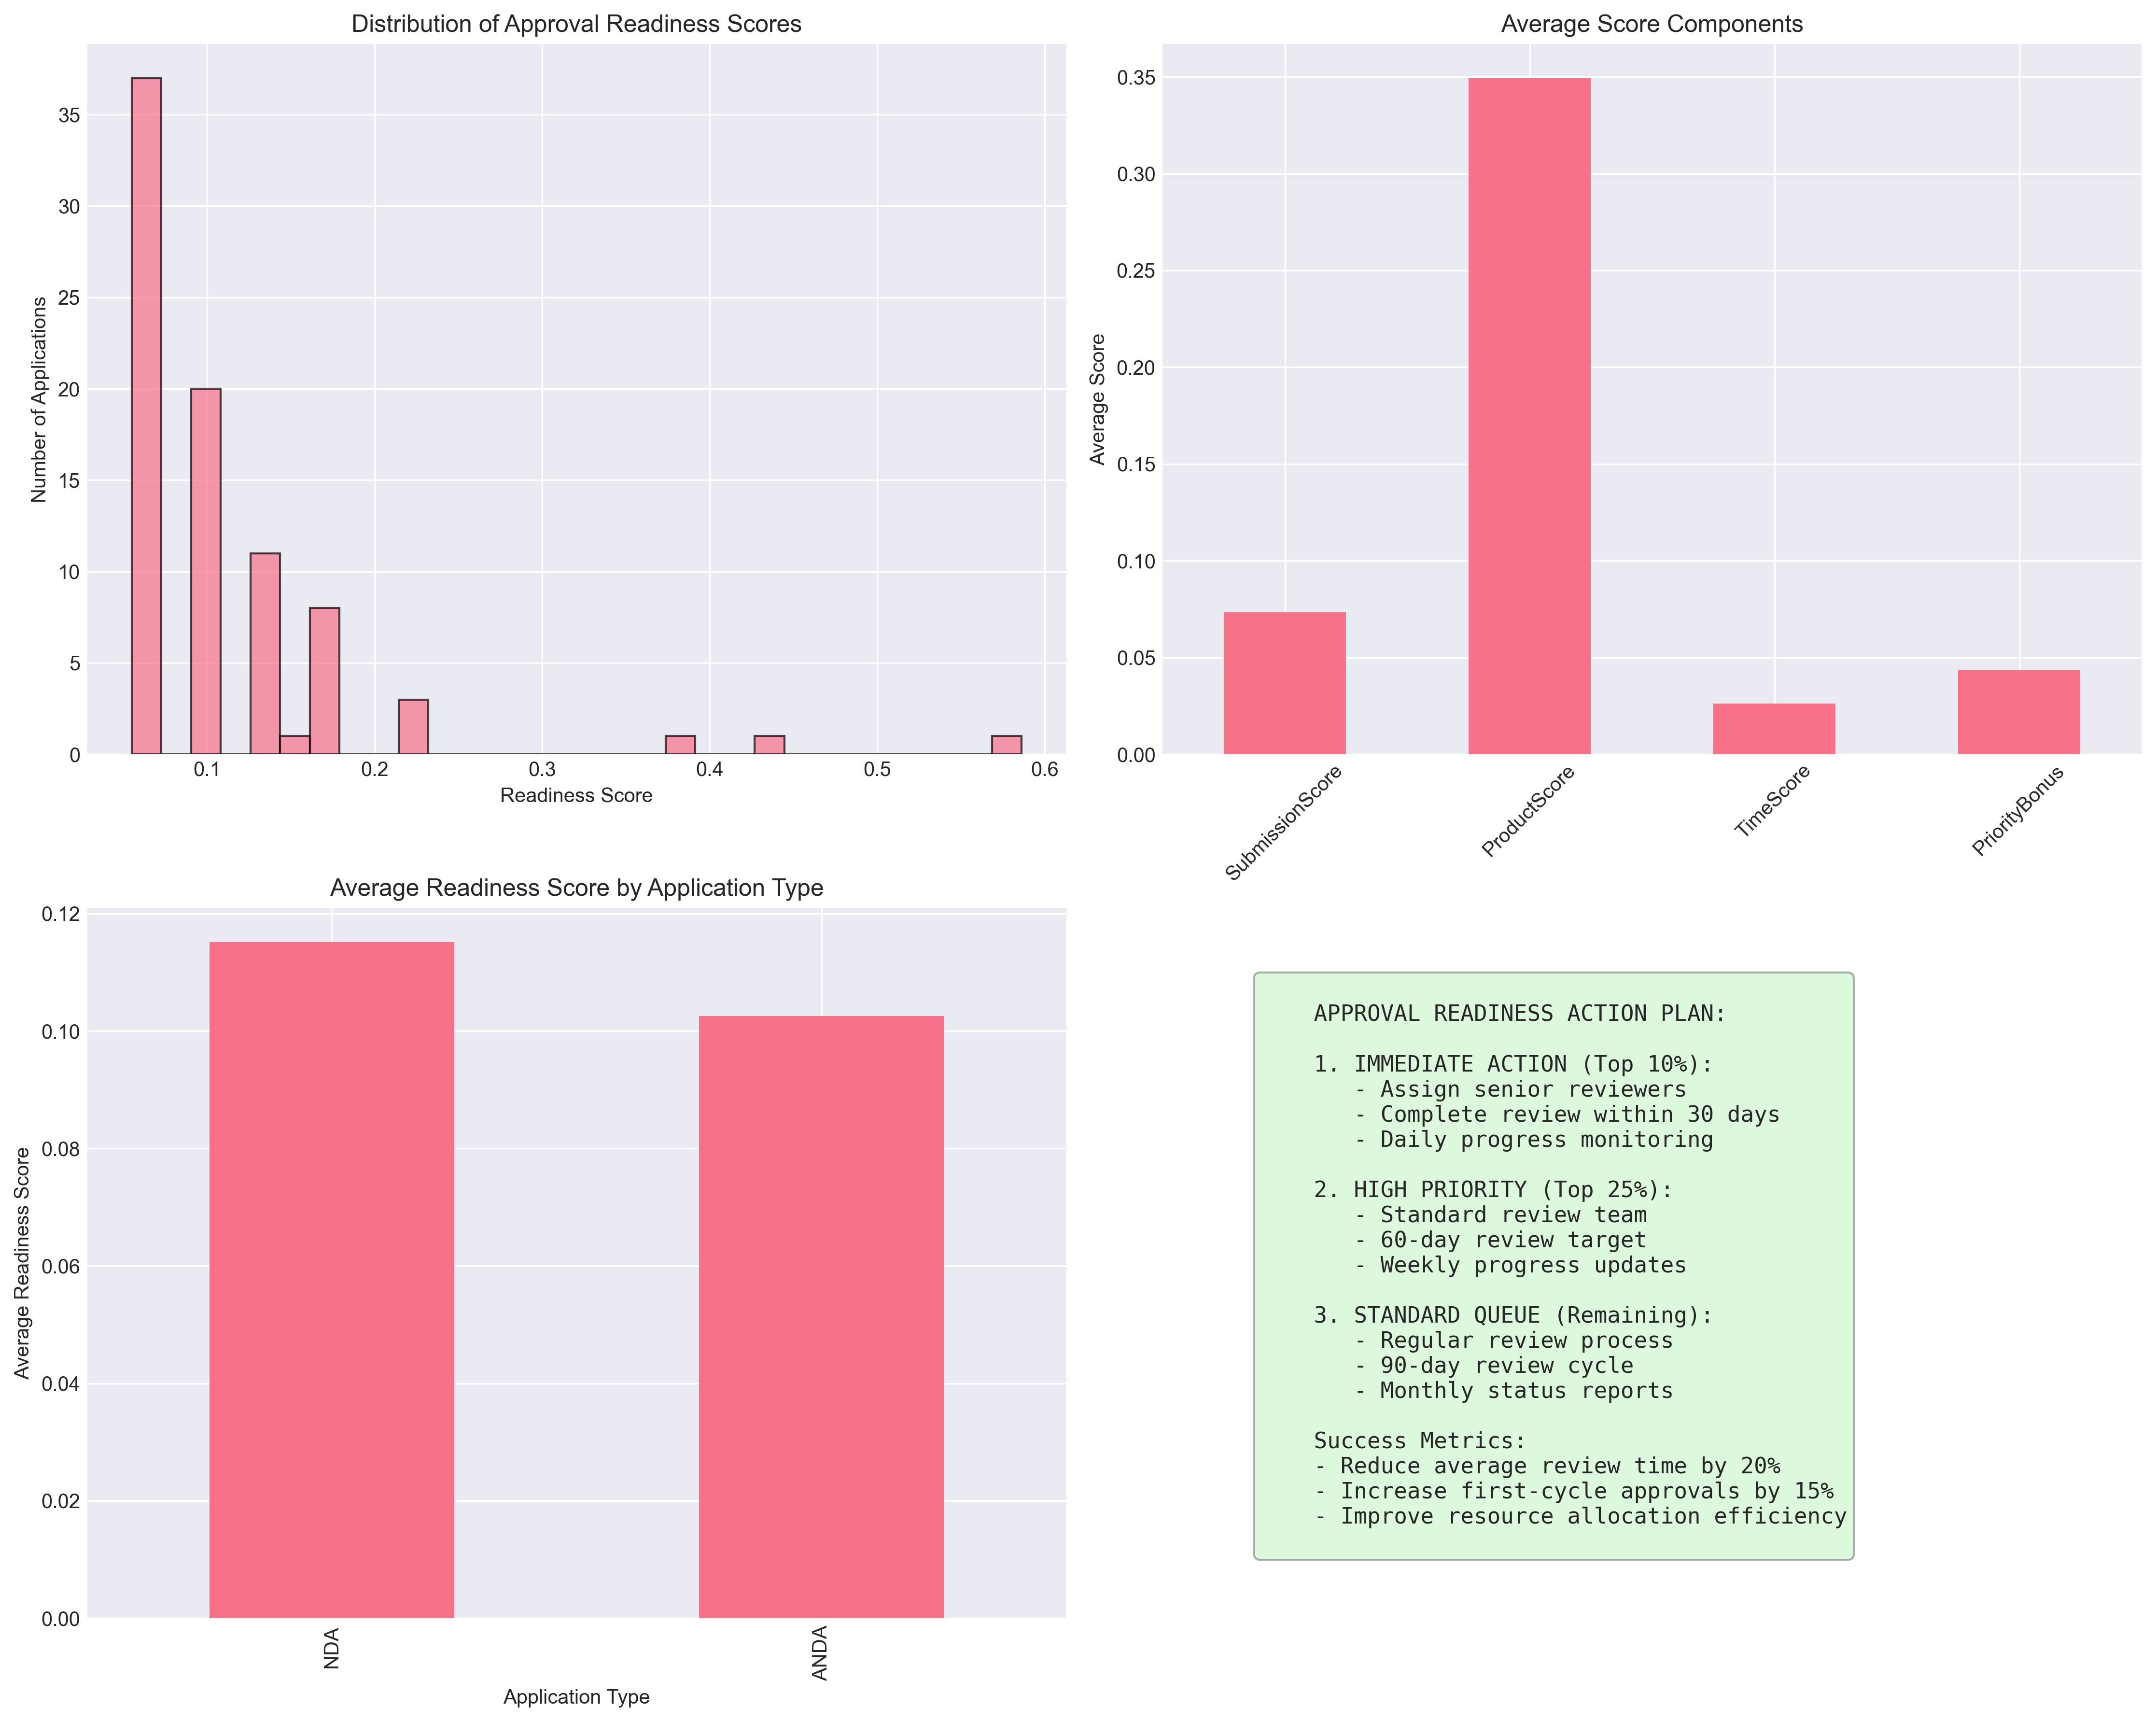 Distribution of Approval Readiness Scores
Number of Applications
35
30
25
20
15
10
5
0
0.1
0.2
0.3
0.4
0.5
0.6
Readiness Score
Average Score Components
Average Score
0.35
0.30
0.25
0.20
0.15
0.10
0.05
0.00
SubmissionScore
ProductScore
TimeScore
PriorityBonus
Average Readiness Score by Application Type
Average Readiness Score
0.12
0.10
0.08
0.06
0.04
0.02
0.00
NDA
ANDA
Application Type
APPROVAL READINESS ACTION PLAN:
1. IMMEDIATE ACTION (Top 10%):
- Assign senior reviewers
- Complete review within 30 days
- Daily progress monitoring
2. HIGH PRIORITY (Top 25%):
- Standard review team
- 60-day review target
- Weekly progress updates
3. STANDARD QUEUE (Remaining):
- Regular review process
- 90-day review cycle
- Monthly status reports
Success Metrics:
- Reduce average review time by 20%
- Increase first-cycle approvals by 15%
- Improve resource allocation efficiency